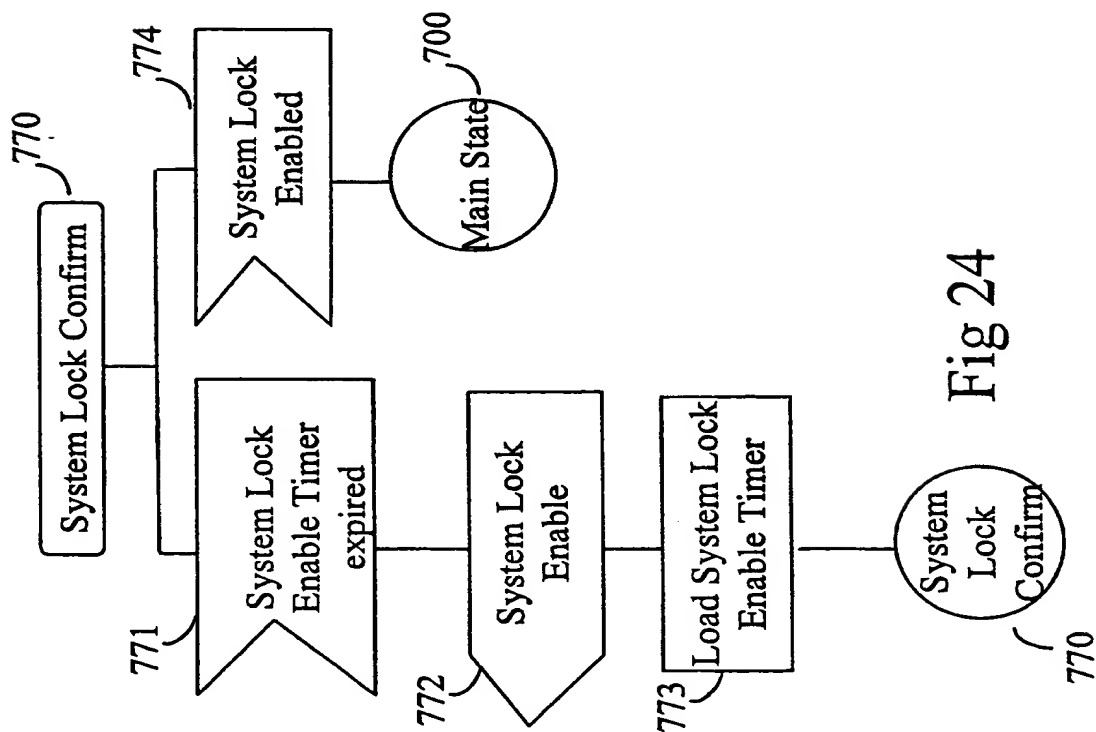 770
System Lock Confirm
771
System Lock
Enable Timer
expired
774
System Lock
Enabled
772
System Lock
Enable
700
Main State
773
Load System Lock
Enable Timer
System
Lock
Confirm
770
Fig 24